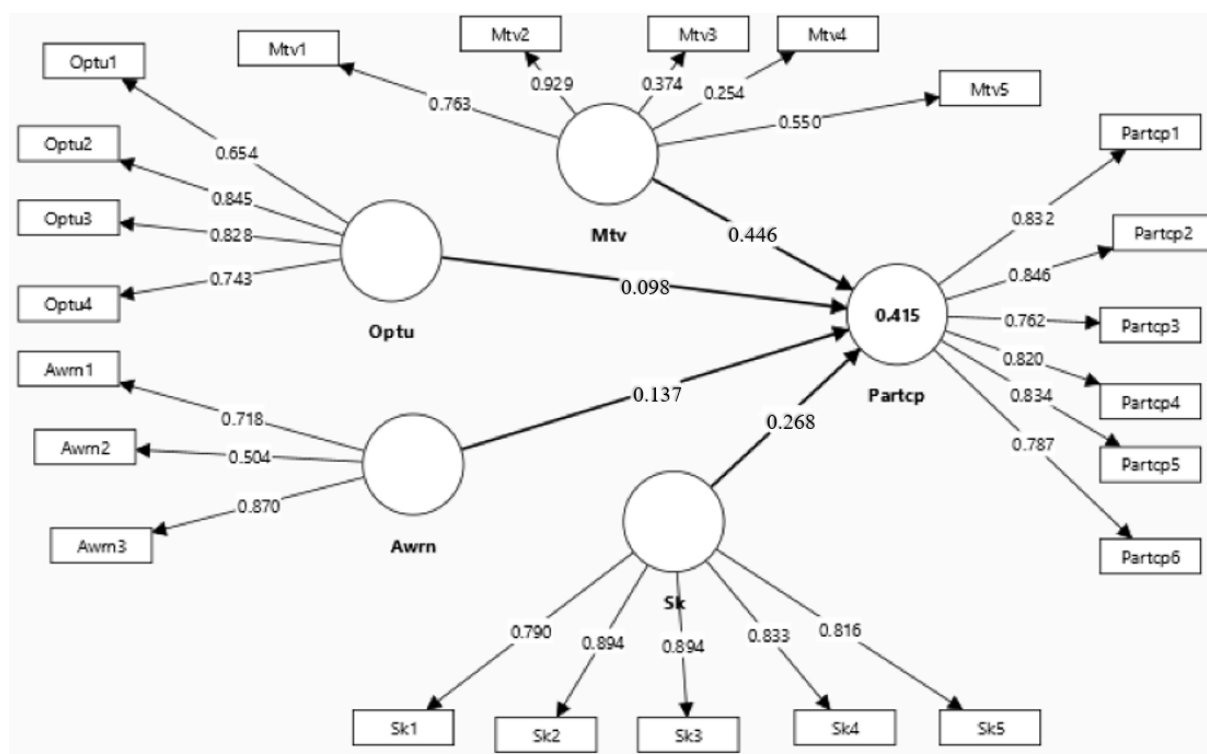 Mtv1
Mtv2
Mtv3
Mtv4
Mtv5
0.763
0.929
0.374
0.254
0.550
Mtv
0.446
Optu1
Optu2
Optu3
Optu4
0.654
0.845
0.828
0.743
Optu
0.098
Awrn1
Awrn2
Awrn3
0.718
0.504
0.870
Awrn
0.137
Sk
0.268
0.790
0.894
0.894
0.833
0.816
Sk1
Sk2
Sk3
Sk4
Sk5
0.415
Partcp
0.832
0.846
0.762
0.820
0.834
0.787
Partcp1
Partcp2
Partcp3
Partcp4
Partcp5
Partcp6